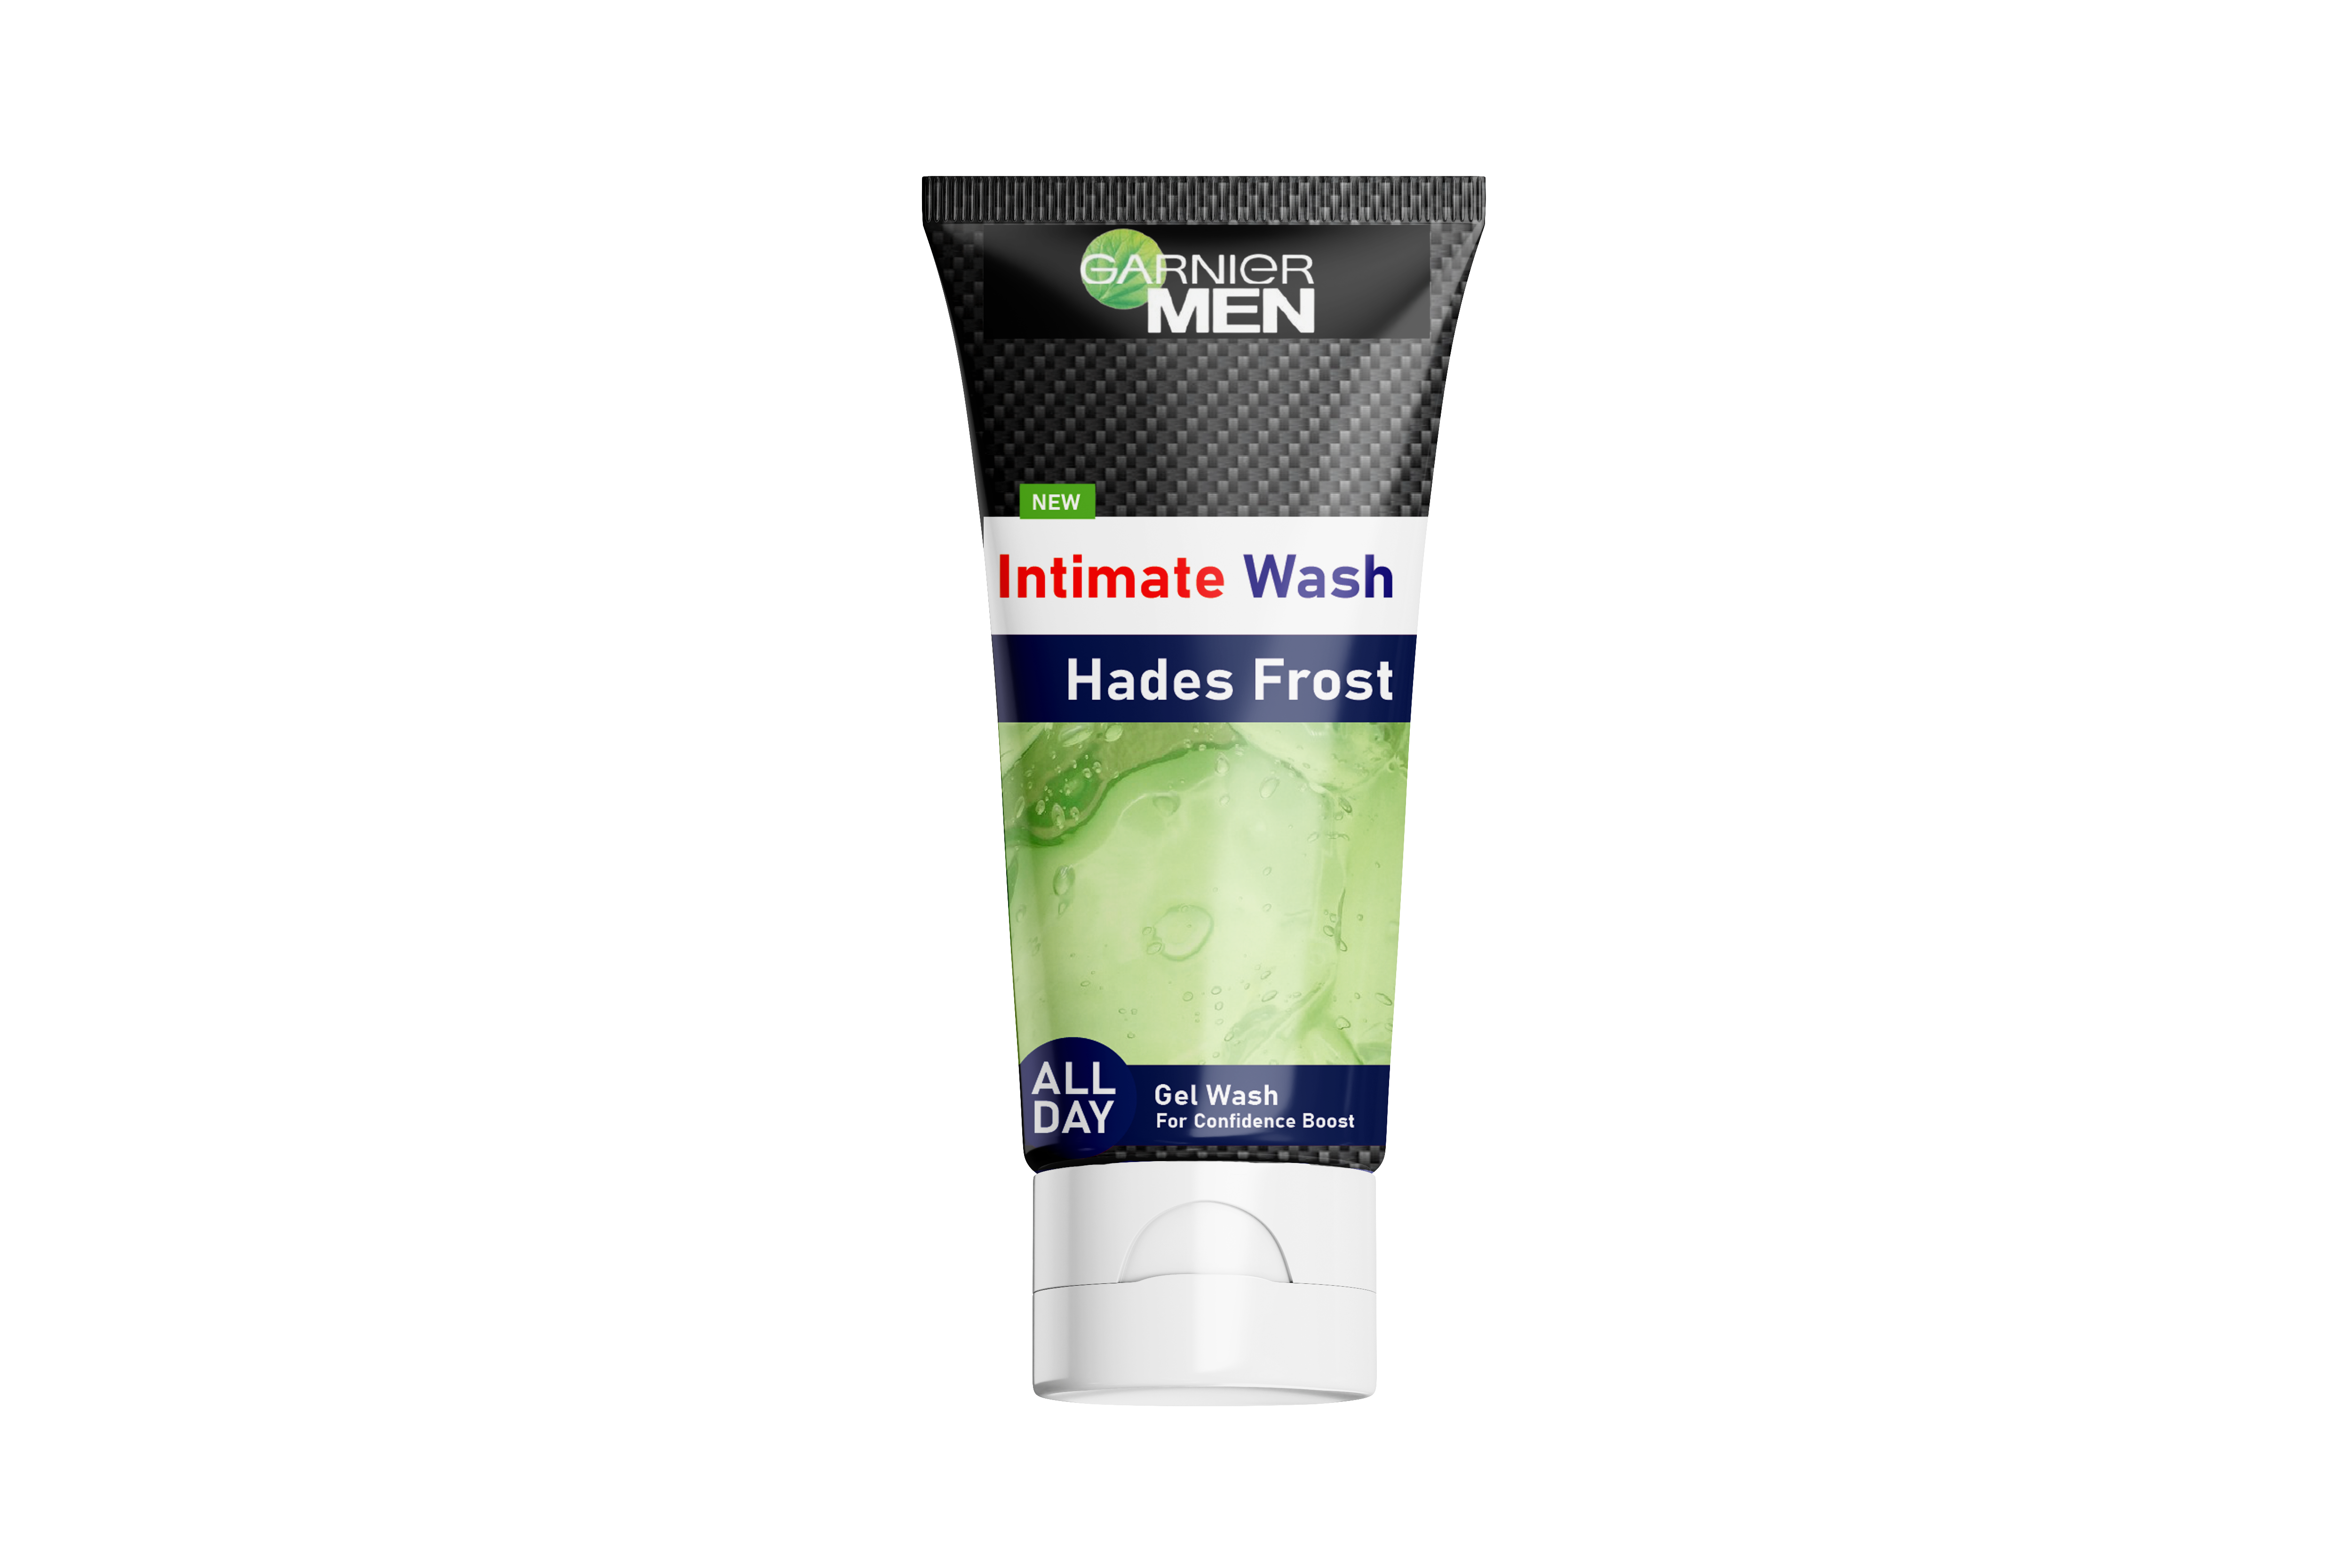 GARNIER
MEN
NEW
Intimate Wash
Hades Frost
ALL
DAY
Gel Wash
For Confidence Boost